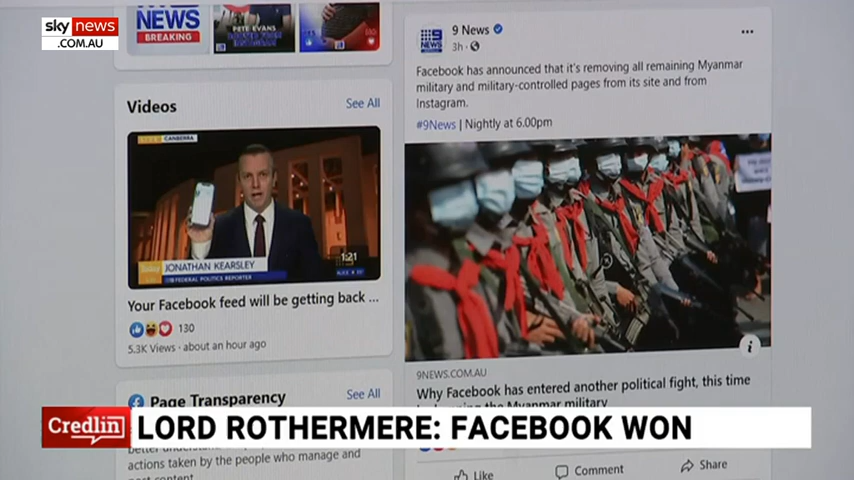 sky news
.COM.AU
NEWS
BREAKING
PETE EVANS
Videos
See All
CANBERRA
Today
JONATHAN KEARSLEY
FEDERAL POLITICS REPORTER
1:21
Your Facebook feed will be getting back ...
130
5.3K Views · about an hour ago
Page Transparency
See All
actions taken by the people who manage and
9 News
3h
Facebook has announced that it's removing all remaining Myanmar
military and military-controlled pages from its site and from
Instagram.
#9News | Nightly at 6.00pm
9NEWS.COM.AU
Why Facebook has entered another political fight, this time
Like
Comment
Share
Credlin
LORD ROTHERMERE: FACEBOOK WON